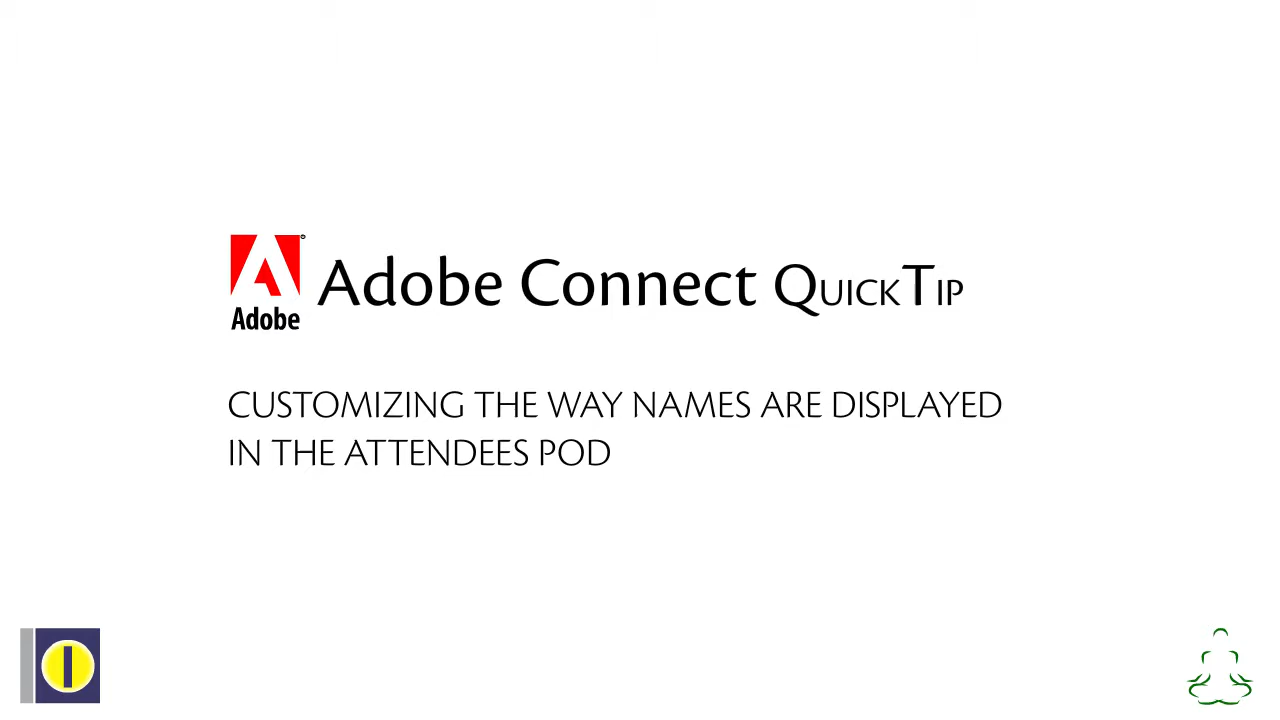 Adobe Connect QuickTip
Adobe
CUSTOMIZING THE WAY NAMES ARE DISPLAYED
IN THE ATTENDEES POD